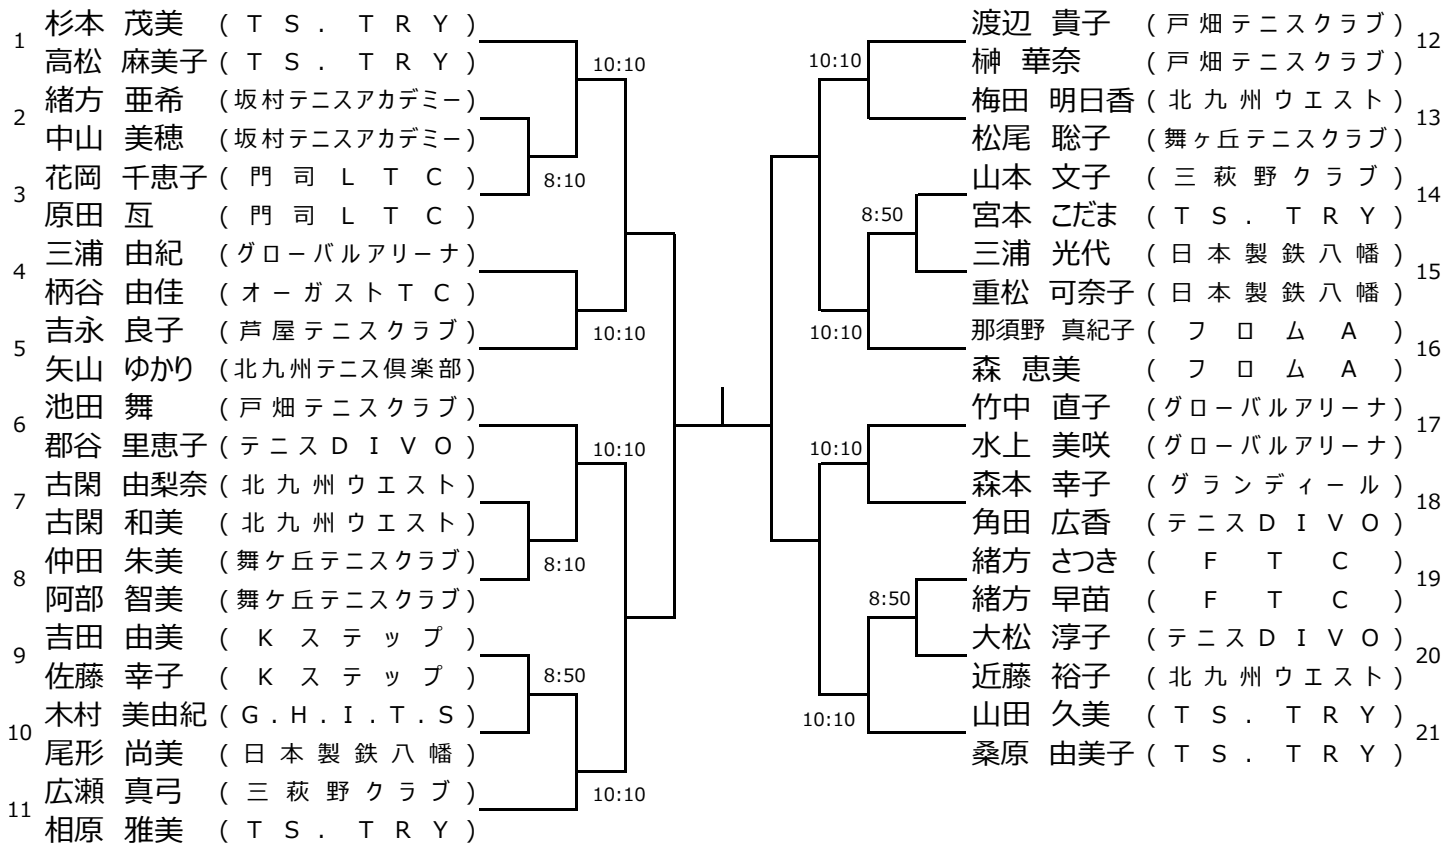 1
杉本 茂美 (TS. TRY)
高松 麻美子 (TS. TRY)
2
緒方 亜希 (坂村テニスアカデミー)
中山 美穂 (坂村テニスアカデミー)
3
花岡 千恵子 (門司LTC)
原田 亙 (門司LTC)
4
三浦 由紀 (グローバルアリーナ)
柄谷 由佳 (オーガストTC)
5
吉永 良子 (芦屋テニスクラブ)
矢山 ゆかり (北九州テニス倶楽部)
6
池田 舞 (戸畑テニスクラブ)
郡谷 里恵子 (テニスDIVO)
7
古閑 由梨奈 (北九州ウエスト)
古閑 和美 (北九州ウエスト)
8
仲田 朱美 (舞ケ丘テニスクラブ)
阿部 智美 (舞ケ丘テニスクラブ)
9
吉田 由美 (Kステップ)
佐藤 幸子 (Kステップ)
10
木村 美由紀 (G.H.I.T.S)
尾形 尚美 (日本製鉄八幡)
11
広瀬 真弓 (三萩野クラブ)
相原 雅美 (TS. TRY)
10:10
8:10
10:10
10:10
8:10
8:50
10:10
10:10
8:50
10:10
10:10
8:50
10:10
渡辺 貴子 (戸畑テニスクラブ)
榊 華奈 (戸畑テニスクラブ)
12
梅田 明日香 (北九州ウエスト)
松尾 聡子 (舞ヶ丘テニスクラブ)
13
山本 文子 (三萩野クラブ)
宮本 こだま (TS. TRY)
14
三浦 光代 (日本製鉄八幡)
重松 可奈子 (日本製鉄八幡)
15
那須野 真紀子 (フロムA)
森 恵美 (フロムA)
16
竹中 直子 (グローバルアリーナ)
水上 美咲 (グローバルアリーナ)
17
森本 幸子 (グランディール)
角田 広香 (テニスDIVO)
18
緒方 さつき (FTC)
緒方 早苗 (FTC)
19
大松 淳子 (テニスDIVO)
近藤 裕子 (北九州ウエスト)
20
山田 久美 (TS. TRY)
桑原 由美子 (TS. TRY)
21